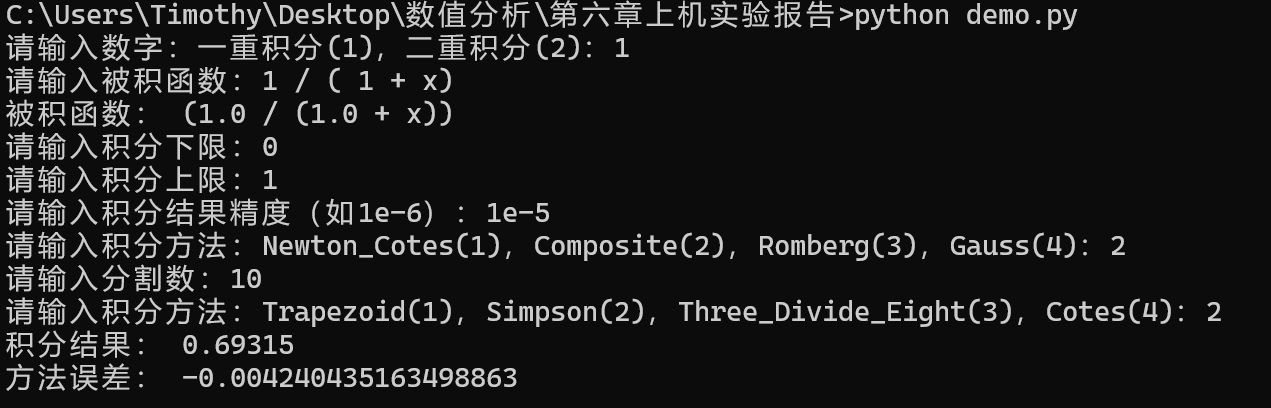 C:\Users\Timothy\Desktop\数值分析\第六章上机实验报告>python demo.py
请输入数字：一重积分(1)，二重积分(2)：1
请输入被积函数：1 / ( 1 + x)
被积函数： (1.0 / (1.0 + x))
请输入积分下限：0
请输入积分上限：1
请输入积分结果精度（如1e-6）：1e-5
请输入积分方法：Newton_Cotes(1)，Composite(2)，Romberg(3)，Gauss(4)：2
请输入分割数：10
请输入积分方法：Trapezoid(1)，Simpson(2)，Three_Divide_Eight(3)，Cotes(4)：2
积分结果： 0.69315
方法误差： -0.004240435163498863